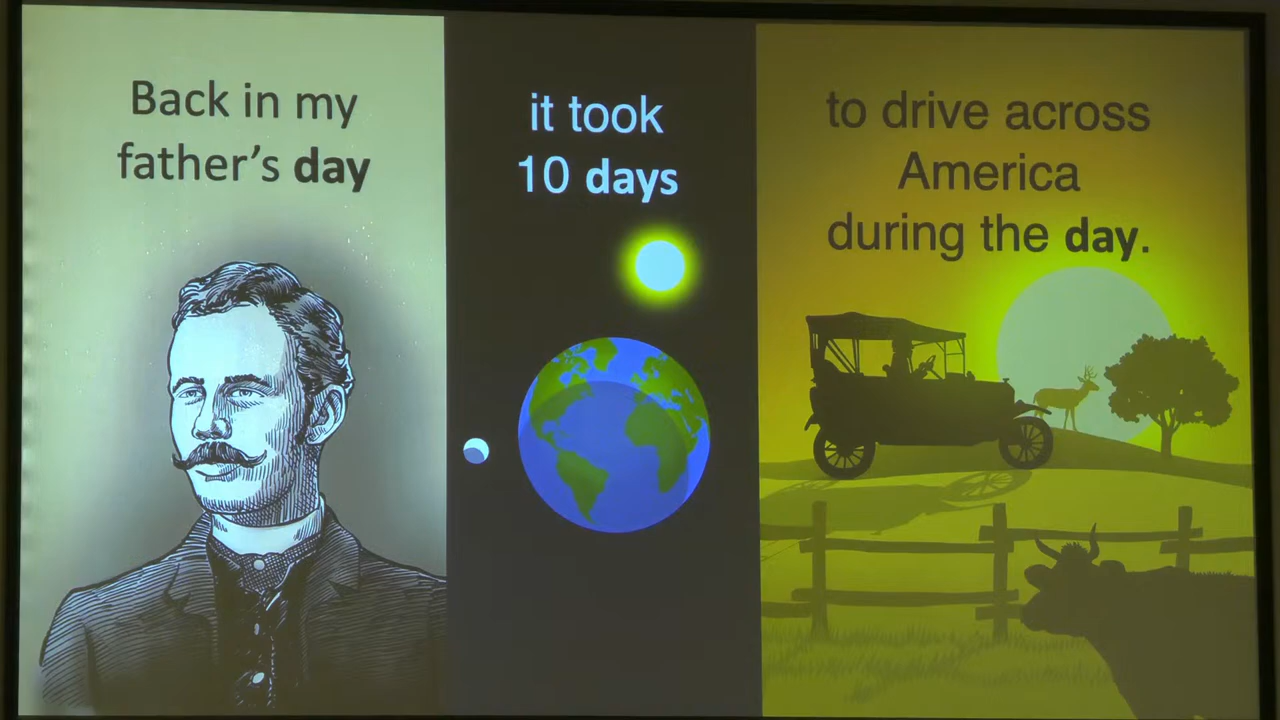 Back in my
father's day
it took
10 days
to drive across
America
during the day.